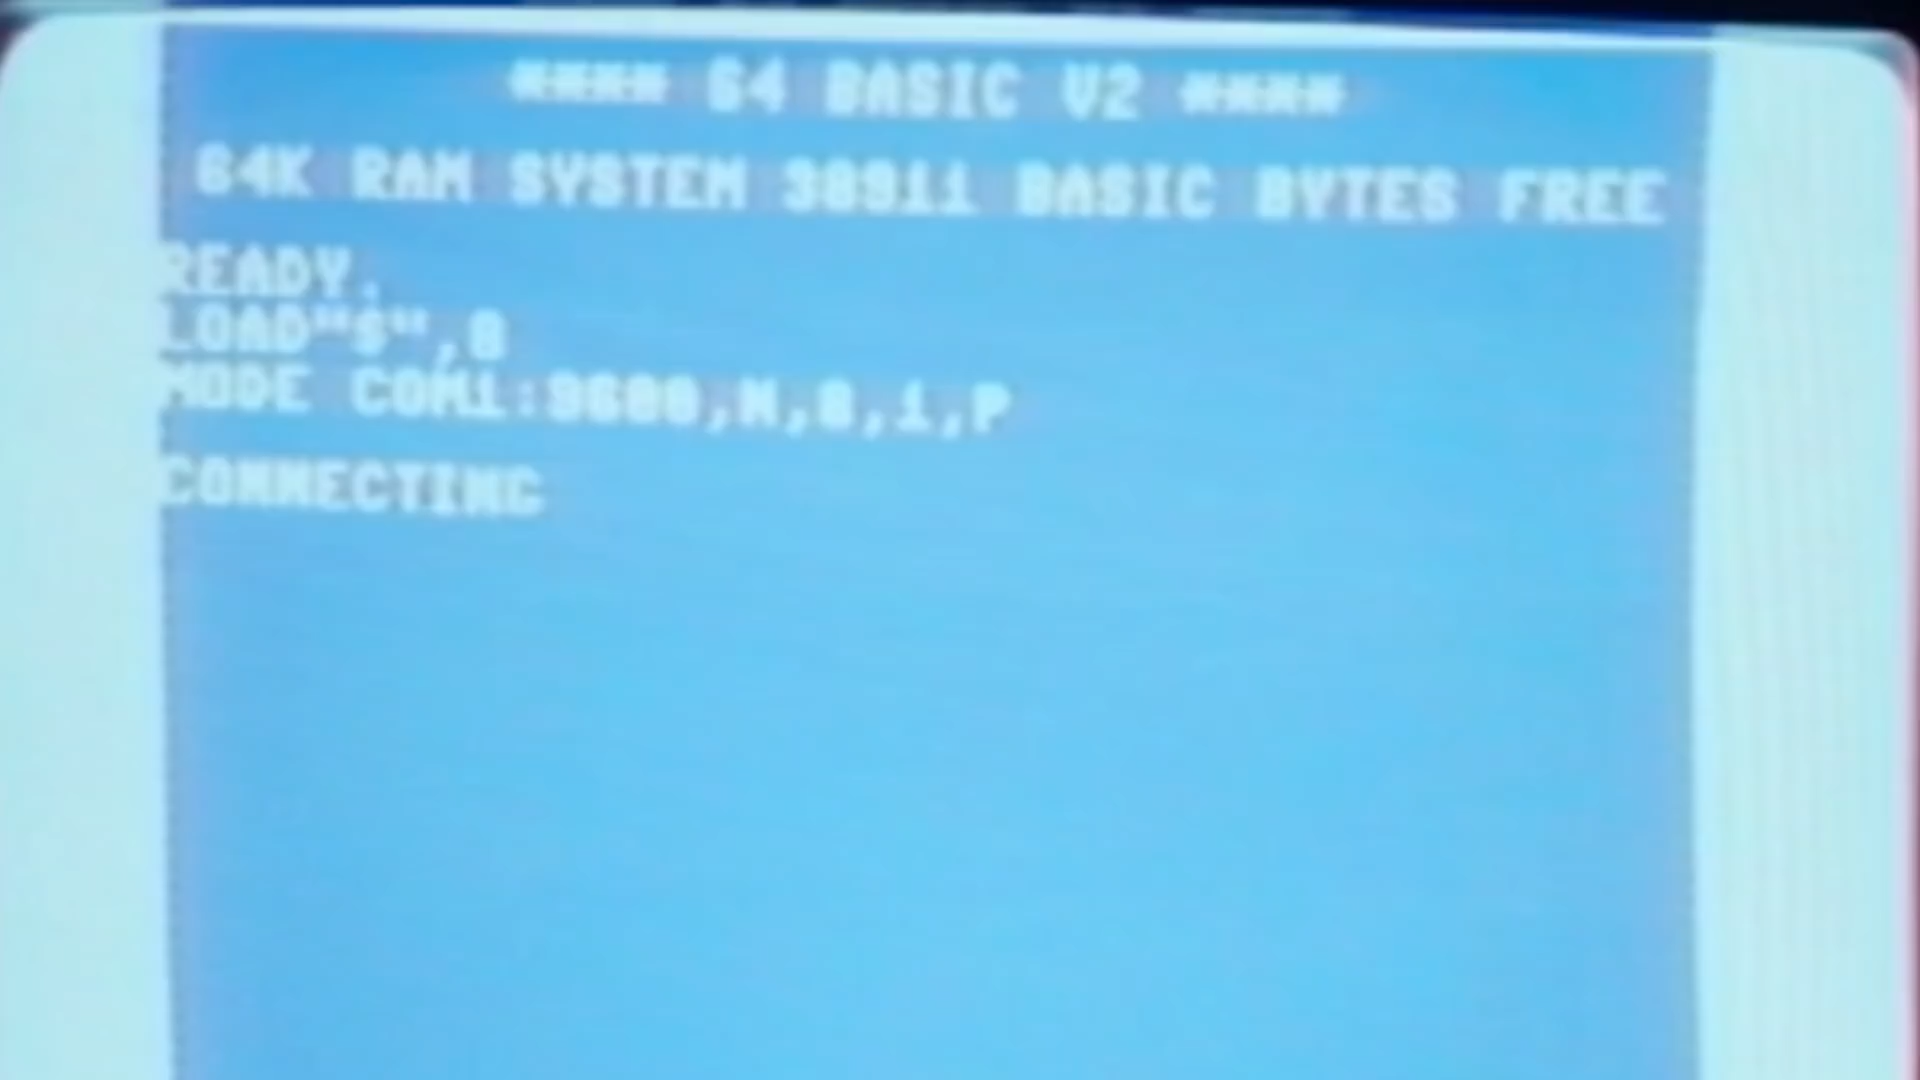 **** 64 BASIC V2 ****
64K RAM SYSTEM 38911 BASIC BYTES FREE
READY.
LOAD"$",8
MODE COM1:9600,N,8,1,P
CONNECTING